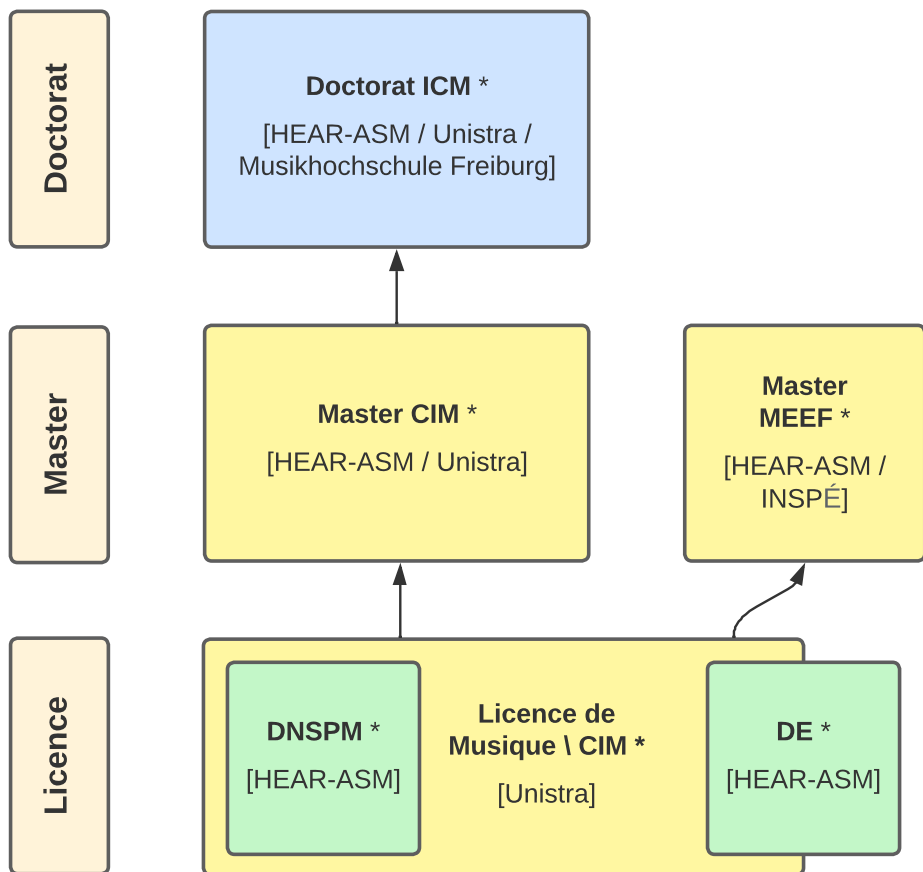 Doctorat
Doctorat ICM *
[HEAR-ASM / Unistra /
Musikhochschule Freiburg]
Master
Master CIM *
[HEAR-ASM / Unistra]
Master
MEEF *
[HEAR-ASM /
INSPÉ]
Licence
DNSPM *
[HEAR-ASM]
Licence de
Musique \ CIM *
[Unistra]
DE *
[HEAR-ASM]